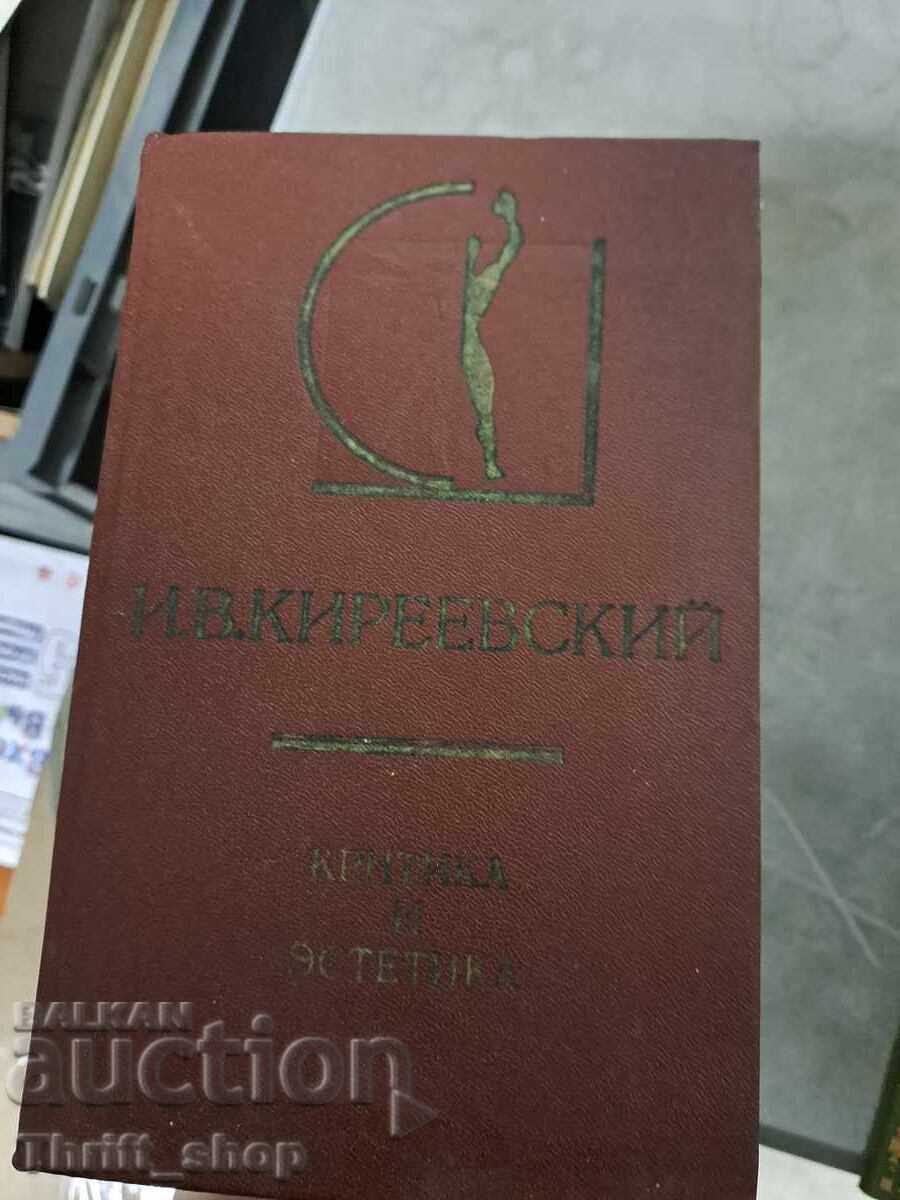 И.В.КИРЕЕВСКИЙ
КРИТИКА
И
ЭСТЕТИКА
BALKAN
auction
Thrift_shop